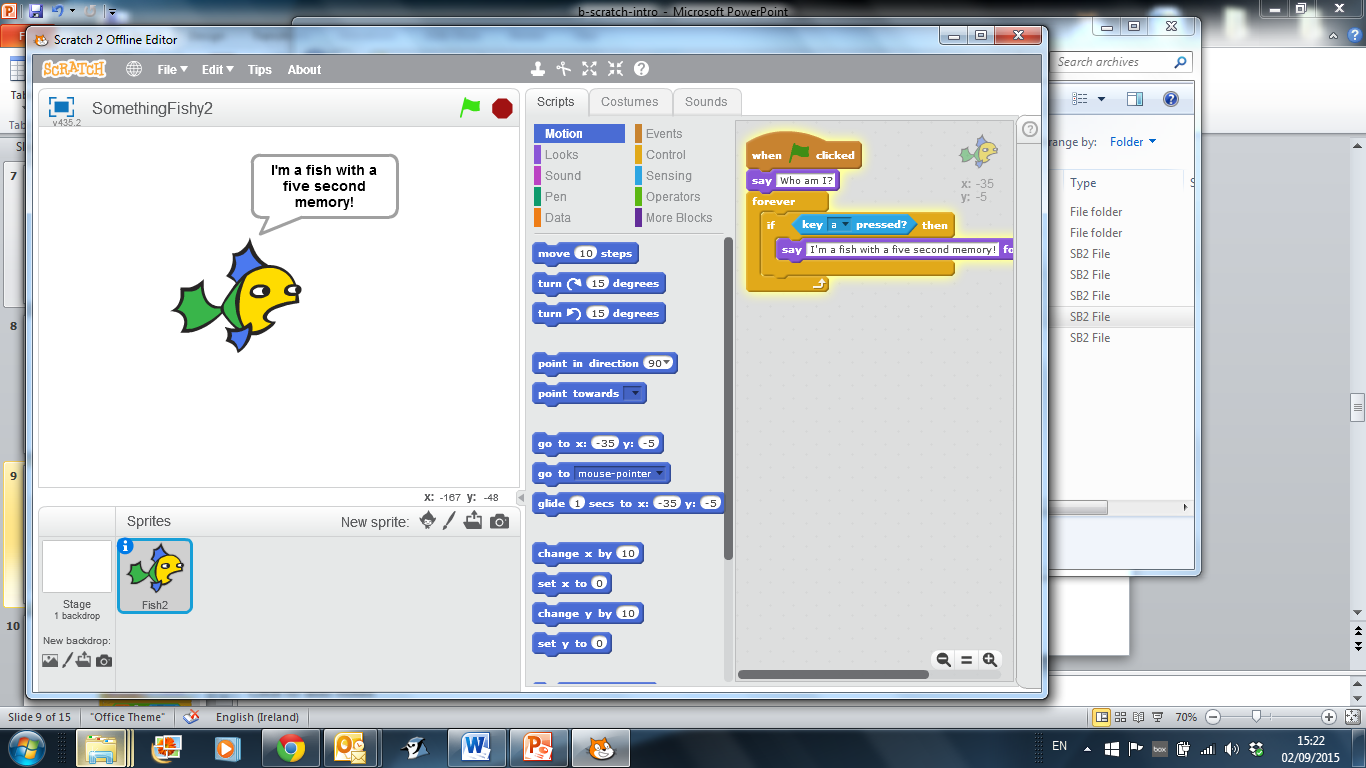 b-scratch-intro - Microsoft PowerPoint
Scratch 2 Offline Editor
SCRATCH File Edit Tips About
SomethingFishy2
v435.2
I'm a fish with a
five second
memory!
x: -167 y: -48
Sprites New sprite:
Stage
1 backdrop
New backdrop:
Fish2
Scripts Costumes Sounds
Motion Events
Looks Control
Sound Sensing
Pen Operators
Data More Blocks
move 10 steps
turn 15 degrees
turn 15 degrees
point in direction 90
point towards
go to x: -35 y: -5
go to mouse-pointer
glide 1 secs to x: -35 y: -5
change x by 10
set x to 0
change y by 10
set y to 0
when clicked
say Who am I?
forever
if key a pressed? then
say I'm a fish with a five second memory! fo
x: -35
y: -5
Search archives
Folder
Type
File folder
File folder
SB2 File
SB2 File
SB2 File
SB2 File
SB2 File
7
8
9
10
Slide 9 of 15 "Office Theme" English (Ireland) 70%
EN 15:22
02/09/2015